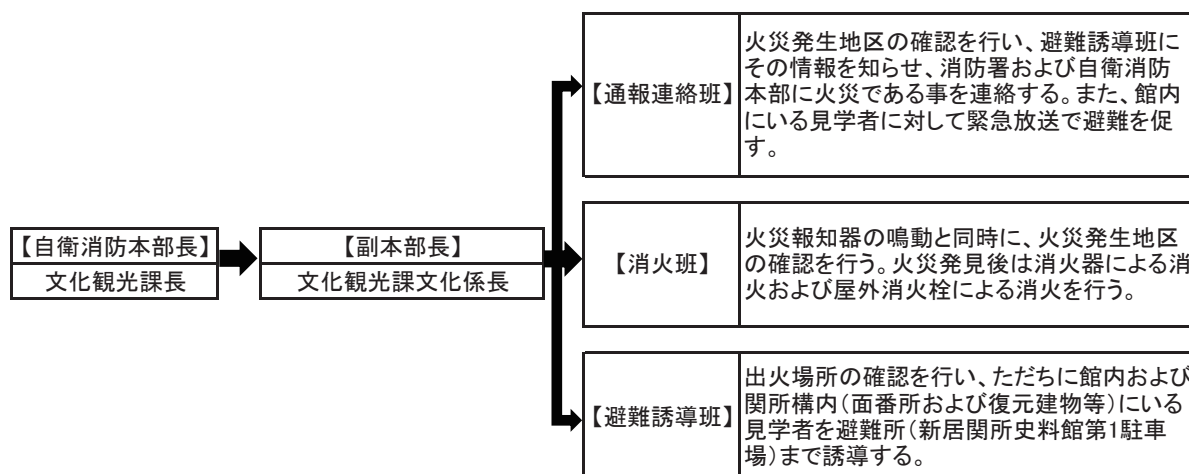 【自衛消防本部長】
文化観光課長
【副本部長】
文化観光課文化係長
【通報連絡班】
火災発生地区の確認を行い、避難誘導班に
その情報を知らせ、消防署および自衛消防
本部に火災である事を連絡する。また、館内
にいる見学者に対して緊急放送で避難を促
す。
【消火班】
火災報知器の鳴動と同時に、火災発生地区
の確認を行う。火災発見後は消火器による消
火および屋外消火栓による消火を行う。
【避難誘導班】
出火場所の確認を行い、ただちに館内および
関所構内（面番所および復元建物等）にいる
見学者を避難所（新居関所史料館第1駐車
場）まで誘導する。